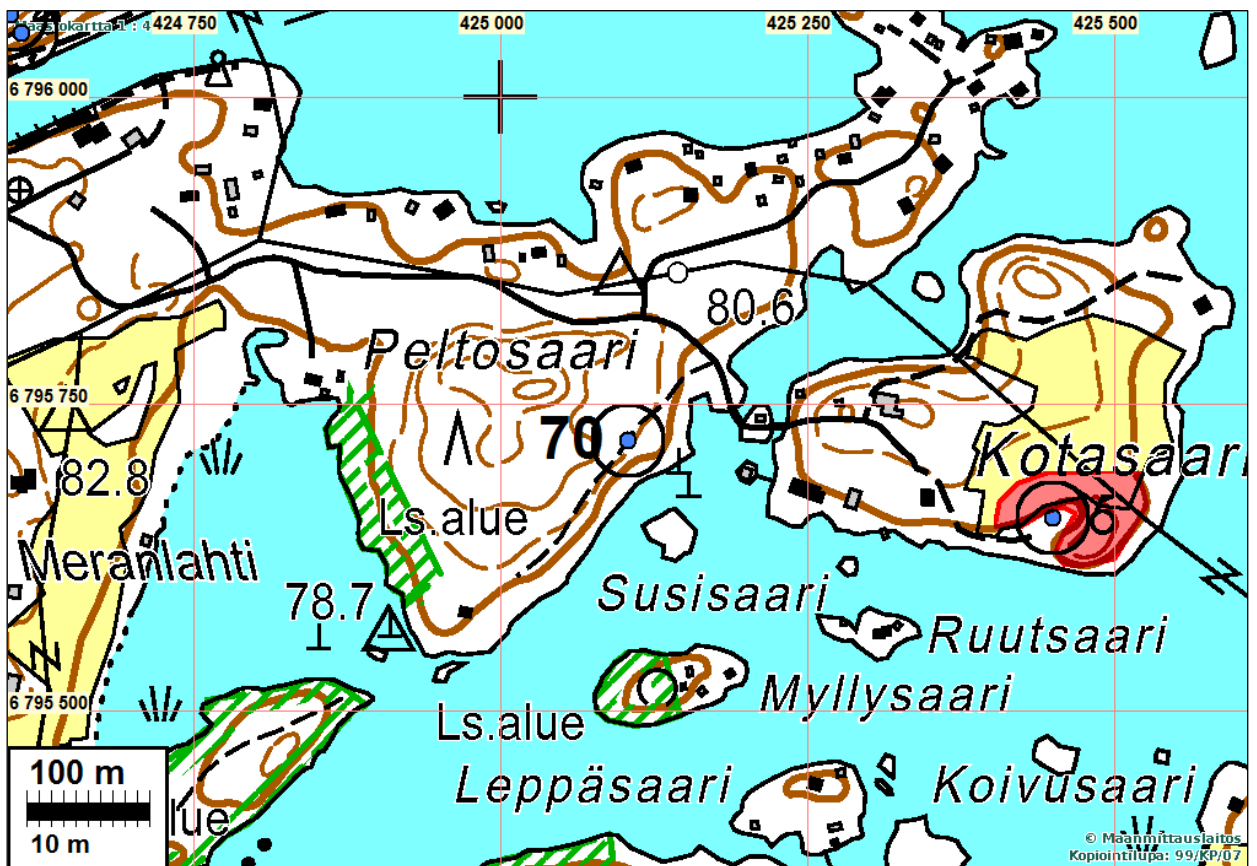 424 750
425 000
425 250
425 500
6 796 000
80.6
Peltosaari
6 795 750
70
Kotasaari
82.8
Ls.alue
Meranlahti
78.7
Susisaari
Ruutsaari
6 795 500
Myllysaari
Ls.alue
100 m
Leppäsaari
Koivusaari
lue
10 m
© Maanmittauslaitos
Kopiointilupa: 99/KP/07